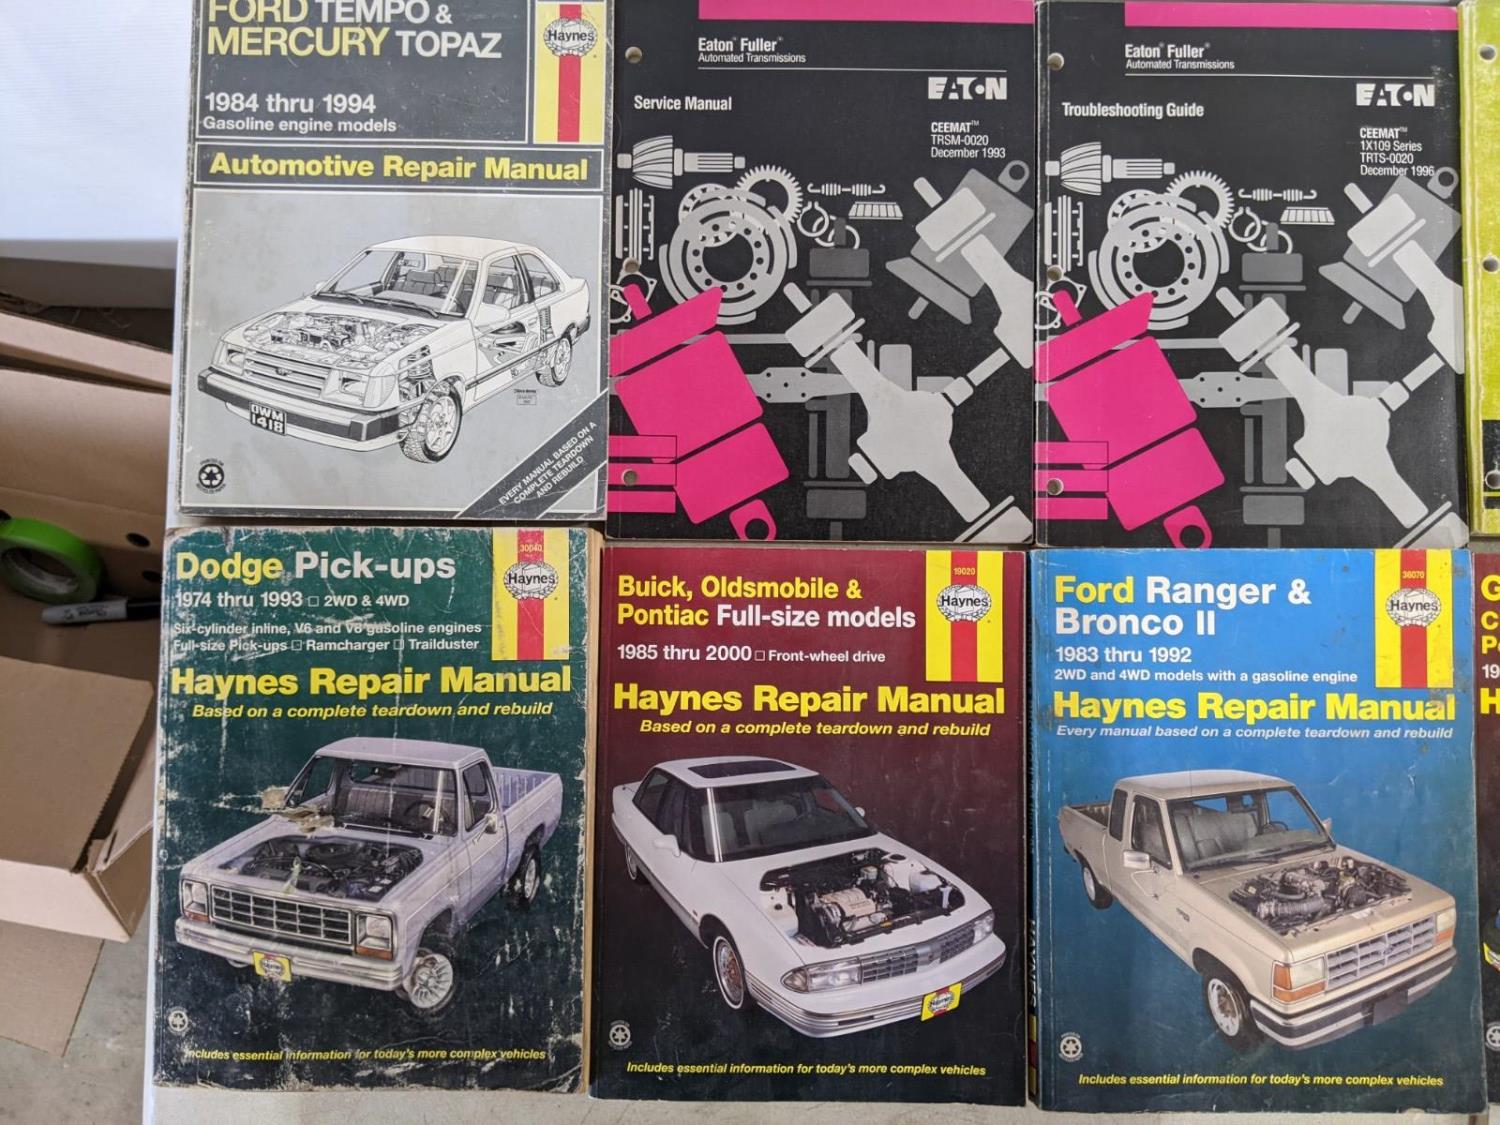 FORD TEMPO &
MERCURY TOPAZ
Haynes
1984 thru 1994
Gasoline engine models
Automotive Repair Manual
OWM
1418
EVERY MANUAL BASED ON A
COMPLETE TEARDOWN
AND REBUILD
Eaton® Fuller®
Automated Transmissions
EATON
Service Manual
CEEMAT™
TRSM-0020
December 1993
Eaton® Fuller®
Automated Transmissions
EATON
Troubleshooting Guide
CEEMAT™
1X109 Series
TRTS-0020
December 1996
30040
Haynes
Dodge Pick-ups
1974 thru 1993 □ 2WD & 4WD
Six-cylinder inline, V6 and V8 gasoline engines
Full-size Pick-ups □ Ramcharger □ Trailduster
Haynes Repair Manual
Based on a complete teardown and rebuild
Haynes
Includes essential information for today's more complex vehicles
19020
Haynes
Buick, Oldsmobile &
Pontiac Full-size models
1985 thru 2000 □ Front-wheel drive
Haynes Repair Manual
Based on a complete teardown and rebuild
Haynes
Includes essential information for today's more complex vehicles
36070
Haynes
Ford Ranger &
Bronco II
1983 thru 1992
2WD and 4WD models with a gasoline engine
Haynes Repair Manual
Every manual based on a complete teardown and rebuild
Includes essential information for today's more complex vehicles
G
C
P
19
H